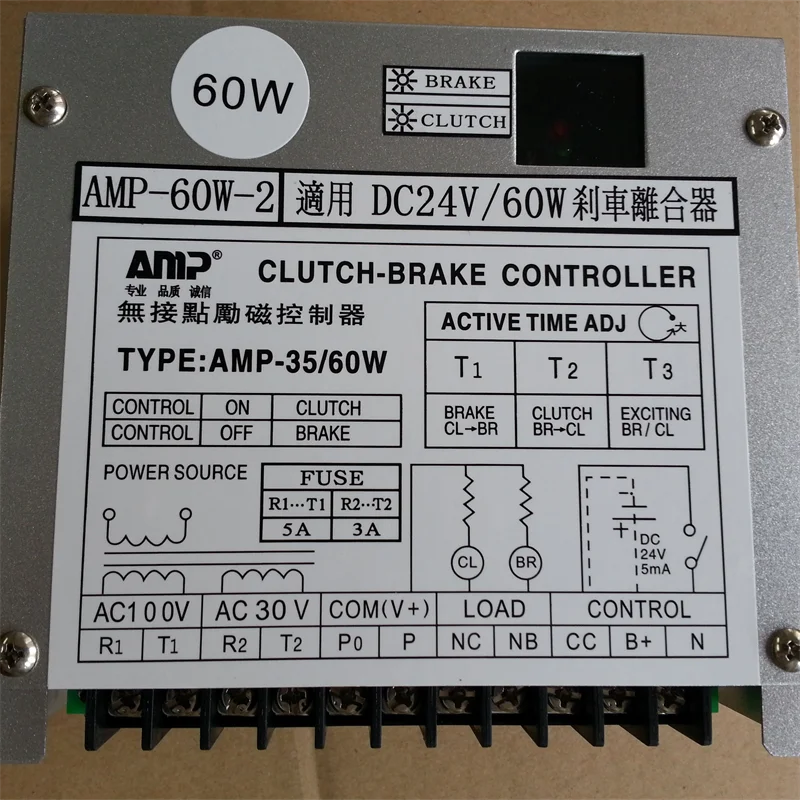 60W
BRAKE
CLUTCH
AMP-60W-2 適用 DC24V/60W 刹車離合器
AMP® CLUTCH-BRAKE CONTROLLER
专业 品质 诚信
無接點勵磁控制器
TYPE:AMP-35/60W
ACTIVE TIME ADJ 大
T1 T2 T3
BRAKE CL→BR
CLUTCH BR→CL
EXCITING BR/CL
CONTROL ON CLUTCH
CONTROL OFF BRAKE
POWER SOURCE
FUSE
R1···T1 R2···T2
5A 3A
CL BR
+ DC 24V 5mA
AC100V AC30V COM(V+) LOAD CONTROL
R1 T1 R2 T2 P0 P NC NB CC B+ N